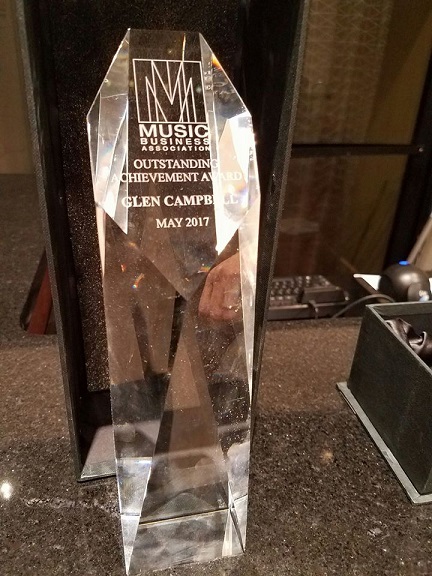 MUSIC
BUSINESS
ASSOCIATION
OUTSTANDING
ACHIEVEMENT AWARD
GLEN CAMPBELL
MAY 2017